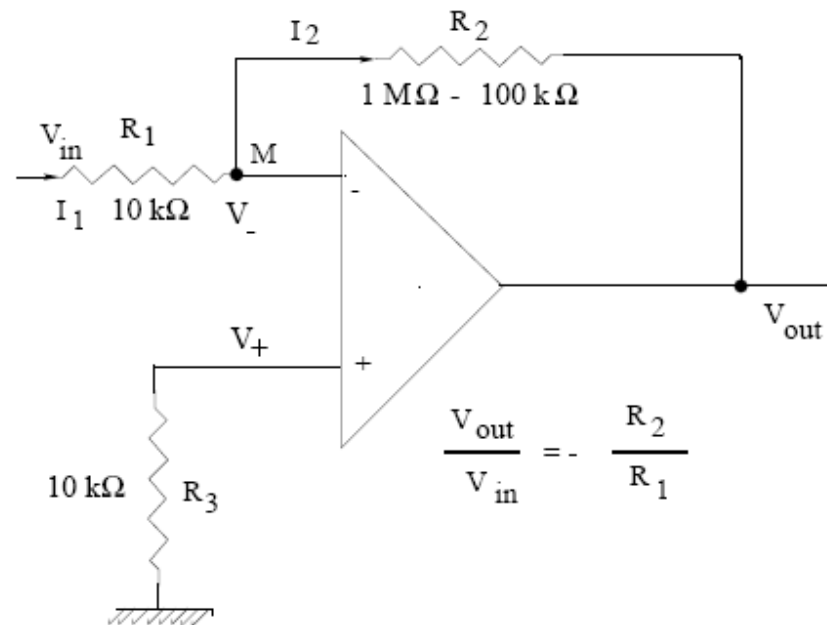 I2 R2
1 MΩ - 100 kΩ
Vin R1 M
I1 10 kΩ V-
-
V+
+
Vout
10 kΩ R3
Vout / Vin = - R2 / R1